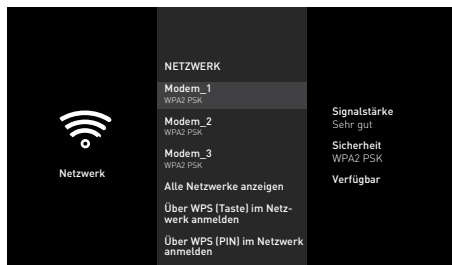 Netzwerk
NETZWERK
Modem_1
WPA2 PSK
Modem_2
WPA2 PSK
Modem_3
WPA2 PSK
Alle Netzwerke anzeigen
Über WPS (Taste) im Netz-
werk anmelden
Über WPS (PIN) im Netzwerk
anmelden
Signalstärke
Sehr gut
Sicherheit
WPA2 PSK
Verfügbar